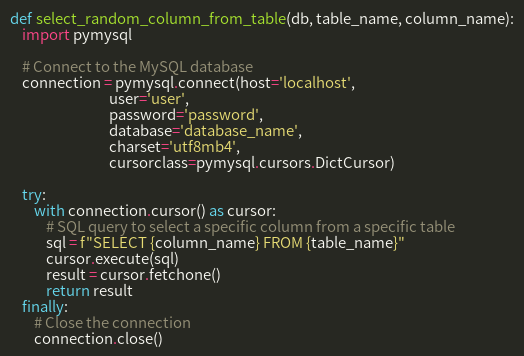 def select_random_column_from_table(db, table_name, column_name):
    import pymysql

    # Connect to the MySQL database
    connection = pymysql.connect(host='localhost',
                                 user='user',
                                 password='password',
                                 database='database_name',
                                 charset='utf8mb4',
                                 cursorclass=pymysql.cursors.DictCursor)

    try:
        with connection.cursor() as cursor:
            # SQL query to select a specific column from a specific table
            sql = f"SELECT {column_name} FROM {table_name}"
            cursor.execute(sql)
            result = cursor.fetchone()
            return result
    finally:
        # Close the connection
        connection.close()